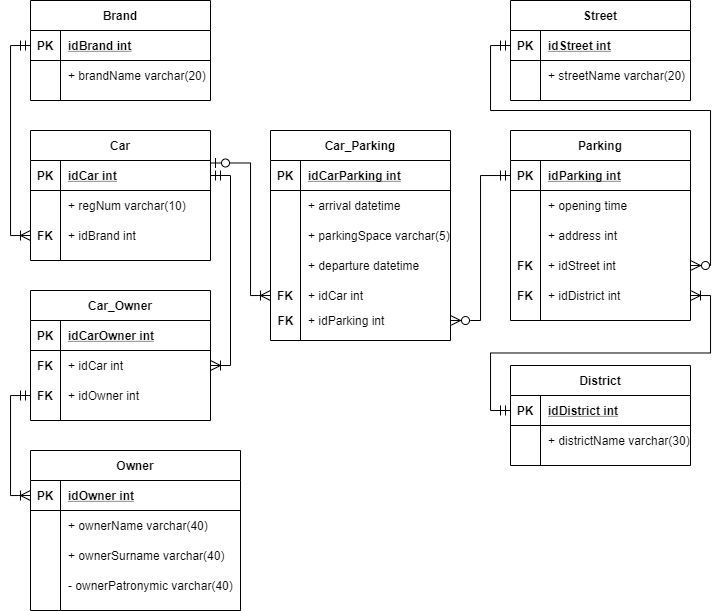 Brand
PK idBrand int
+ brandName varchar(20)
Car
PK idCar int
+ regNum varchar(10)
FK + idBrand int
Car_Owner
PK idCarOwner int
FK + idCar int
FK + idOwner int
Owner
PK idOwner int
+ ownerName varchar(40)
+ ownerSurname varchar(40)
- ownerPatronymic varchar(40)
Car_Parking
PK idCarParking int
+ arrival datetime
+ parkingSpace varchar(5)
+ departure datetime
FK + idCar int
FK + idParking int
Street
PK idStreet int
+ streetName varchar(20)
Parking
PK idParking int
+ opening time
+ address int
FK + idStreet int
FK + idDistrict int
District
PK idDistrict int
+ districtName varchar(30)